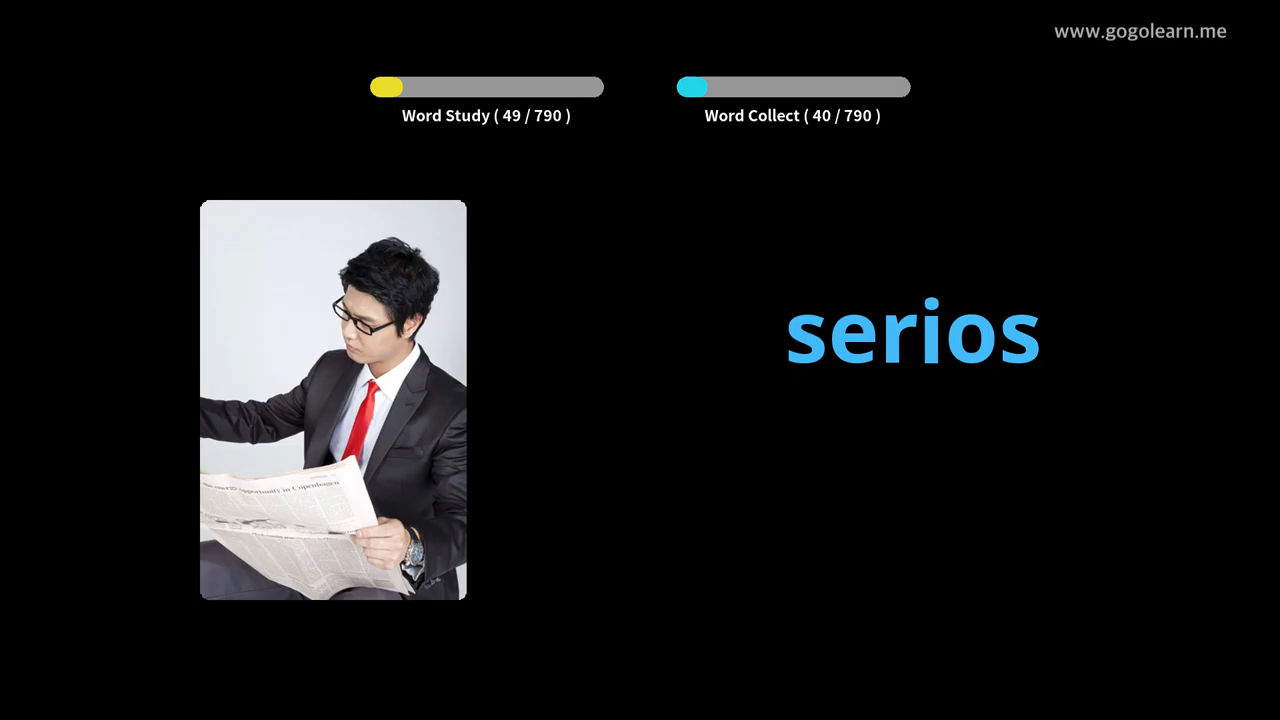 www.gogolearn.me
Word Study ( 49 / 790 )
Word Collect ( 40 / 790 )
serios
opportunity in Copenhagen